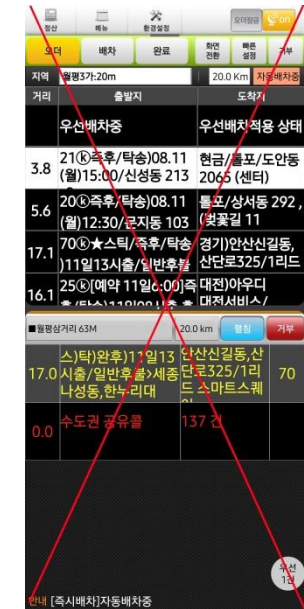 정산 메뉴 환경설정 오더잠금 on
오더 배차 완료 화면전환 빠른설정 거부
지역 월평3가:20m 20.0 Km 자동배차중
거리 출발지 도착지
우선배차중 우선배차적용 상태
3.8 21ⓚ즉후/탁송)08.11 현금/돌포/도안동
(월)15:00/신성동 213 2065 (센터)
5.6 20ⓚ즉후/탁송)08.11 돌포/상서동 292 ,
(월)12:30/문지동 103 (벚꽃길 11
17.1 70ⓚ★스틱/즉후/탁송 경기)안산신길동,
)11일13시출/일반후불 산단로325/1리드
16.1 25ⓚ[예약 11일6:00]즉 대전)아우디
대전서비스/
■월평삼거리 63M 20.0 km 펼침 거부
스)탁)완후)11일13 안산신길동,산
17.0 시출/일반후불>세종 단로325/1리 70
나성동,한누리대 드 스마트스퀘
0.0 수도권 공유콜 137 건
우선
1건
안내 [즉시배차]자동배차중